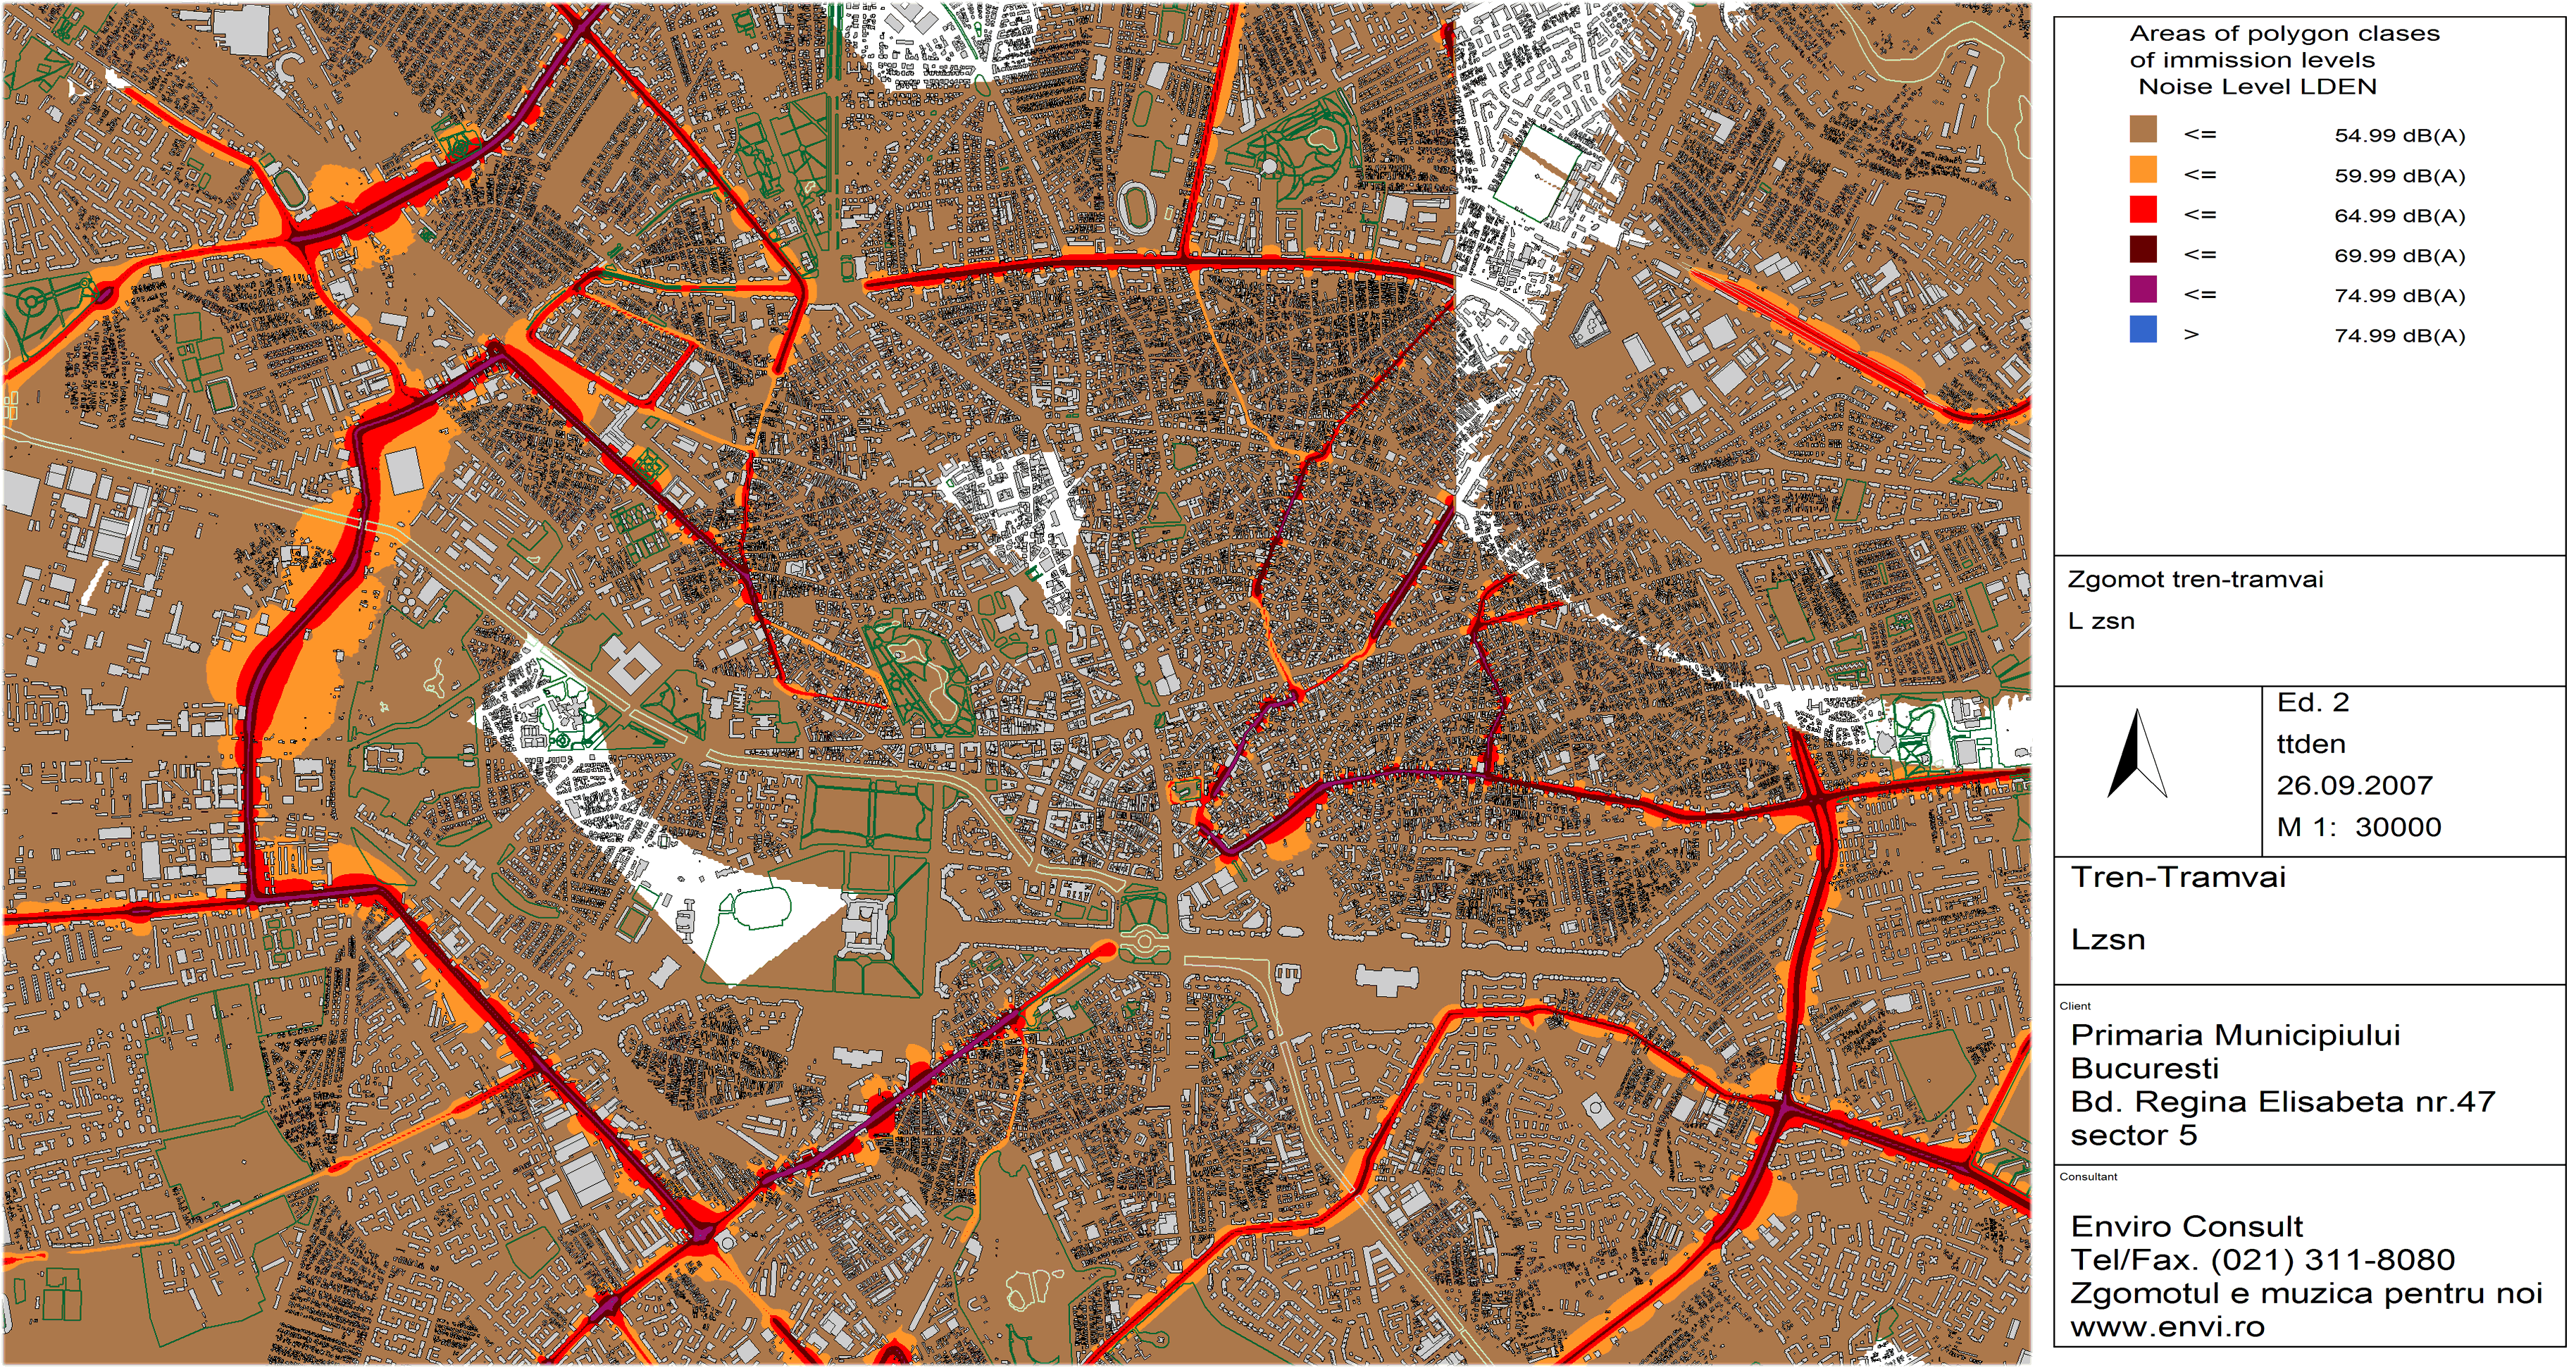 Areas of polygon clases
of immission levels
Noise Level LDEN
<= 54.99 dB(A)
<= 59.99 dB(A)
<= 64.99 dB(A)
<= 69.99 dB(A)
<= 74.99 dB(A)
> 74.99 dB(A)
Zgomot tren-tramvai
L zsn
Ed. 2
ttden
26.09.2007
M 1: 30000
Tren-Tramvai
Lzsn
Client
Primaria Municipiului
Bucuresti
Bd. Regina Elisabeta nr.47
sector 5
Consultant
Enviro Consult
Tel/Fax. (021) 311-8080
Zgomotul e muzica pentru noi
www.envi.ro